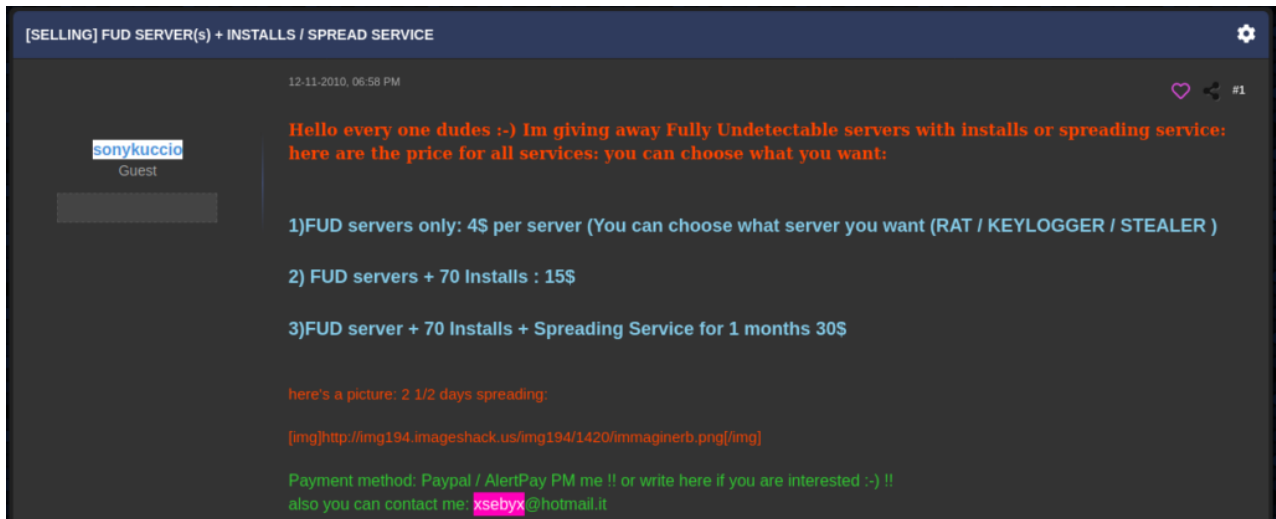 [SELLING] FUD SERVER(s) + INSTALLS / SPREAD SERVICE
12-11-2010, 06:58 PM
#1
sonykuccio
Guest
Hello every one dudes :-) Im giving away Fully Undetectable servers with installs or spreading service:
here are the price for all services: you can choose what you want:
1)FUD servers only: 4$ per server (You can choose what server you want (RAT / KEYLOGGER / STEALER )
2) FUD servers + 70 Installs : 15$
3)FUD server + 70 Installs + Spreading Service for 1 months 30$
here's a picture: 2 1/2 days spreading:
[img]http://img194.imageshack.us/img194/1420/immaginerb.png[/img]
Payment method: Paypal / AlertPay PM me !! or write here if you are interested :-) !!
also you can contact me: xsebyx@hotmail.it